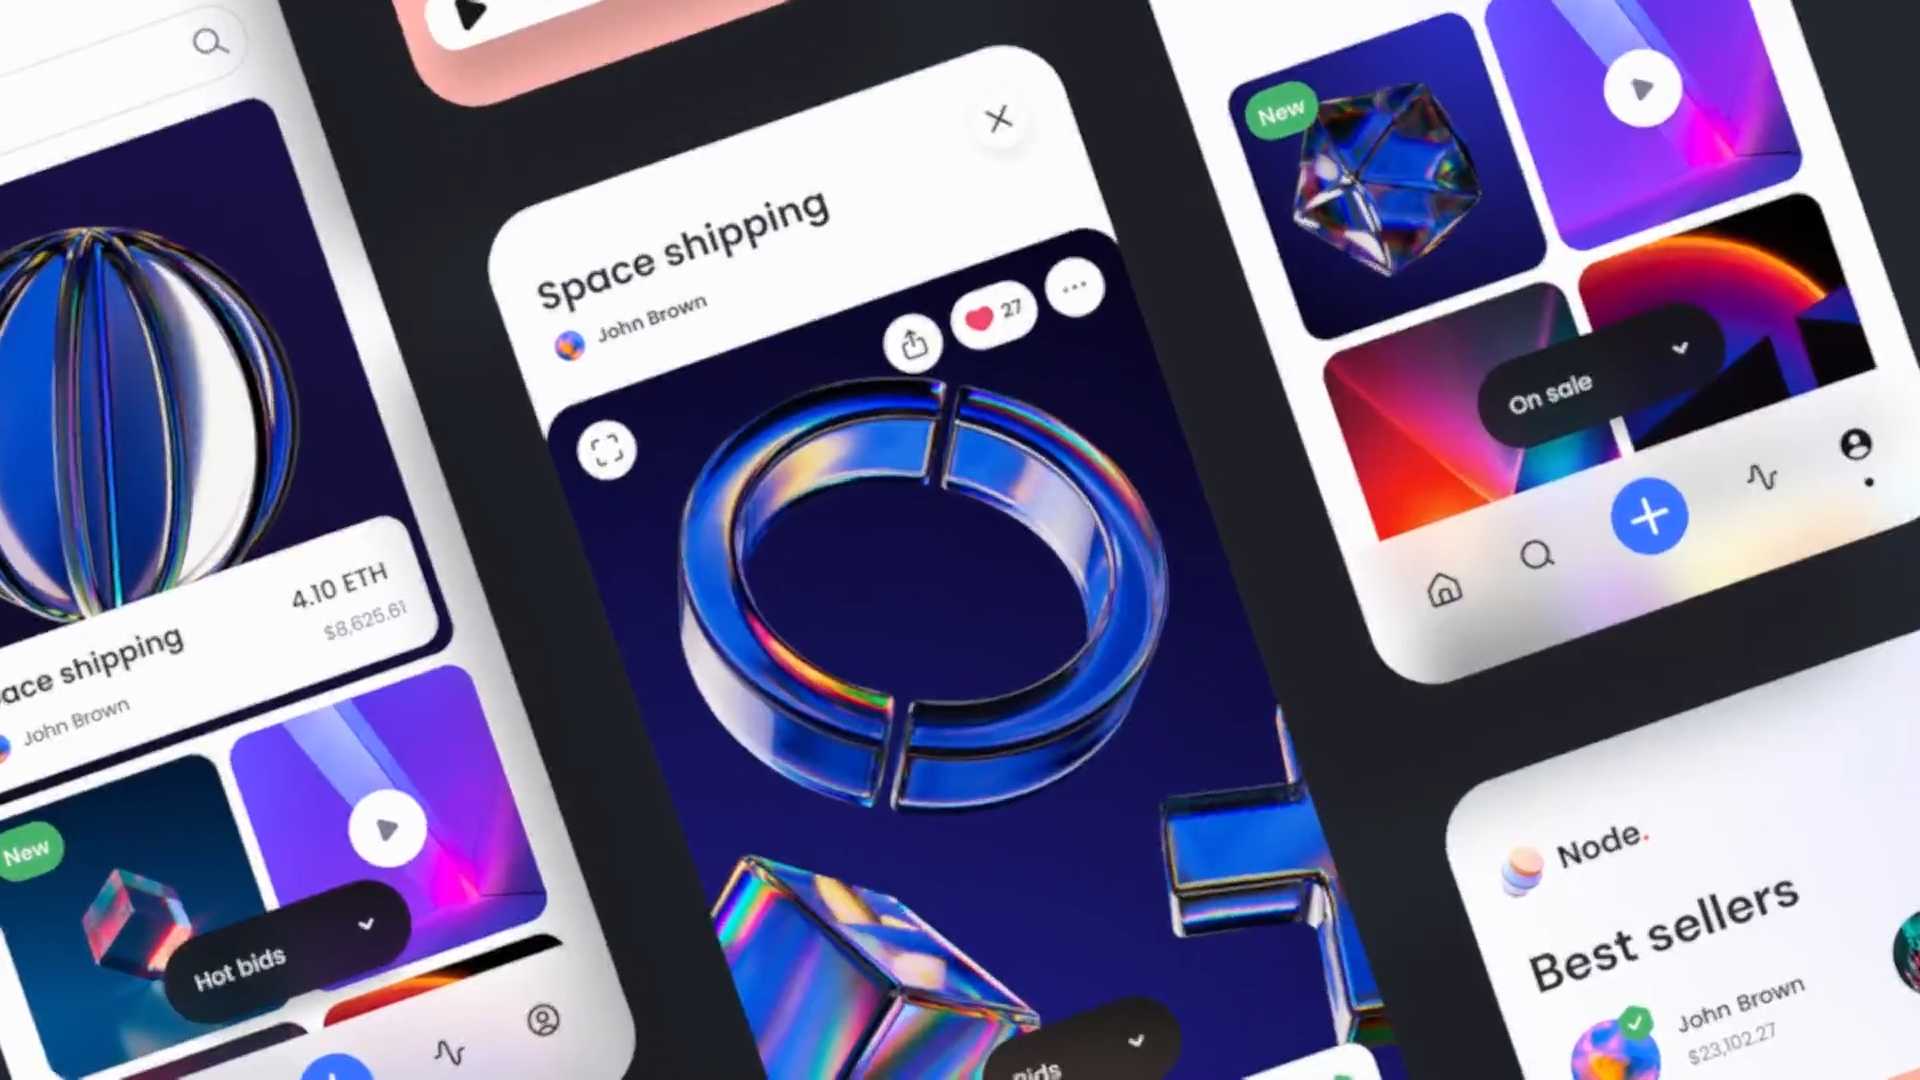 4.10 ETH
$8,625.61
ace shipping
John Brown
New
Hot bids
Space shipping
John Brown
27
Bids
New
On sale
Node.
Best sellers
John Brown
$23,102.27